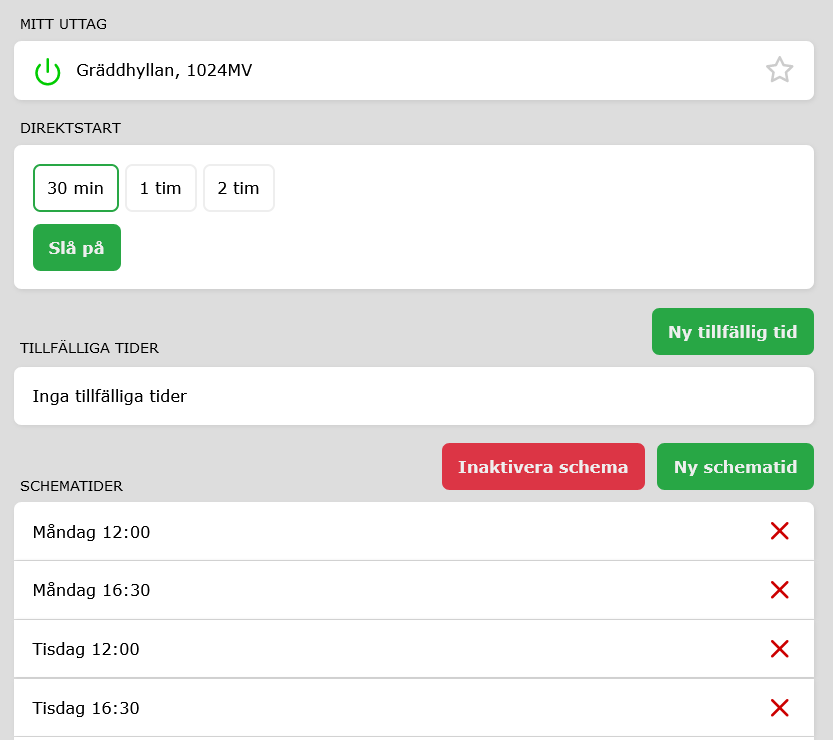 MITT UTTAG
Gräddhyllan, 1024MV
DIREKTSTART
30 min 1 tim 2 tim
Slå på
Ny tillfällig tid
TILLFÄLLIGA TIDER
Inga tillfälliga tider
Inaktivera schema Ny schematid
SCHEMATIDER
Måndag 12:00
Måndag 16:30
Tisdag 12:00
Tisdag 16:30